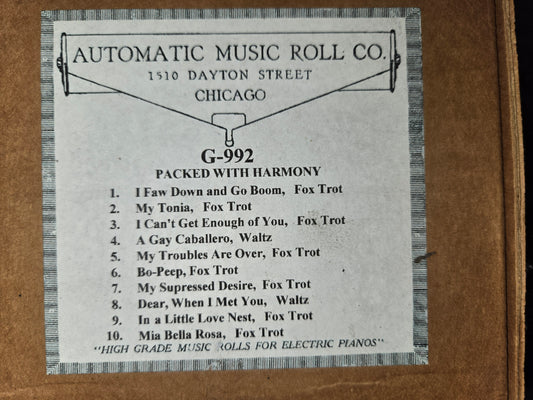 AUTOMATIC MUSIC ROLL CO.
1510 DAYTON STREET
CHICAGO
G-992
PACKED WITH HARMONY
1. I Faw Down and Go Boom, Fox Trot
2. My Tonia, Fox Trot
3. I Can't Get Enough of You, Fox Trot
4. A Gay Caballero, Waltz
5. My Troubles Are Over, Fox Trot
6. Bo-Peep, Fox Trot
7. My Supressed Desire, Fox Trot
8. Dear, When I Met You, Waltz
9. In a Little Love Nest, Fox Trot
10. Mia Bella Rosa, Fox Trot
"HIGH GRADE MUSIC ROLLS FOR ELECTRIC PIANOS"